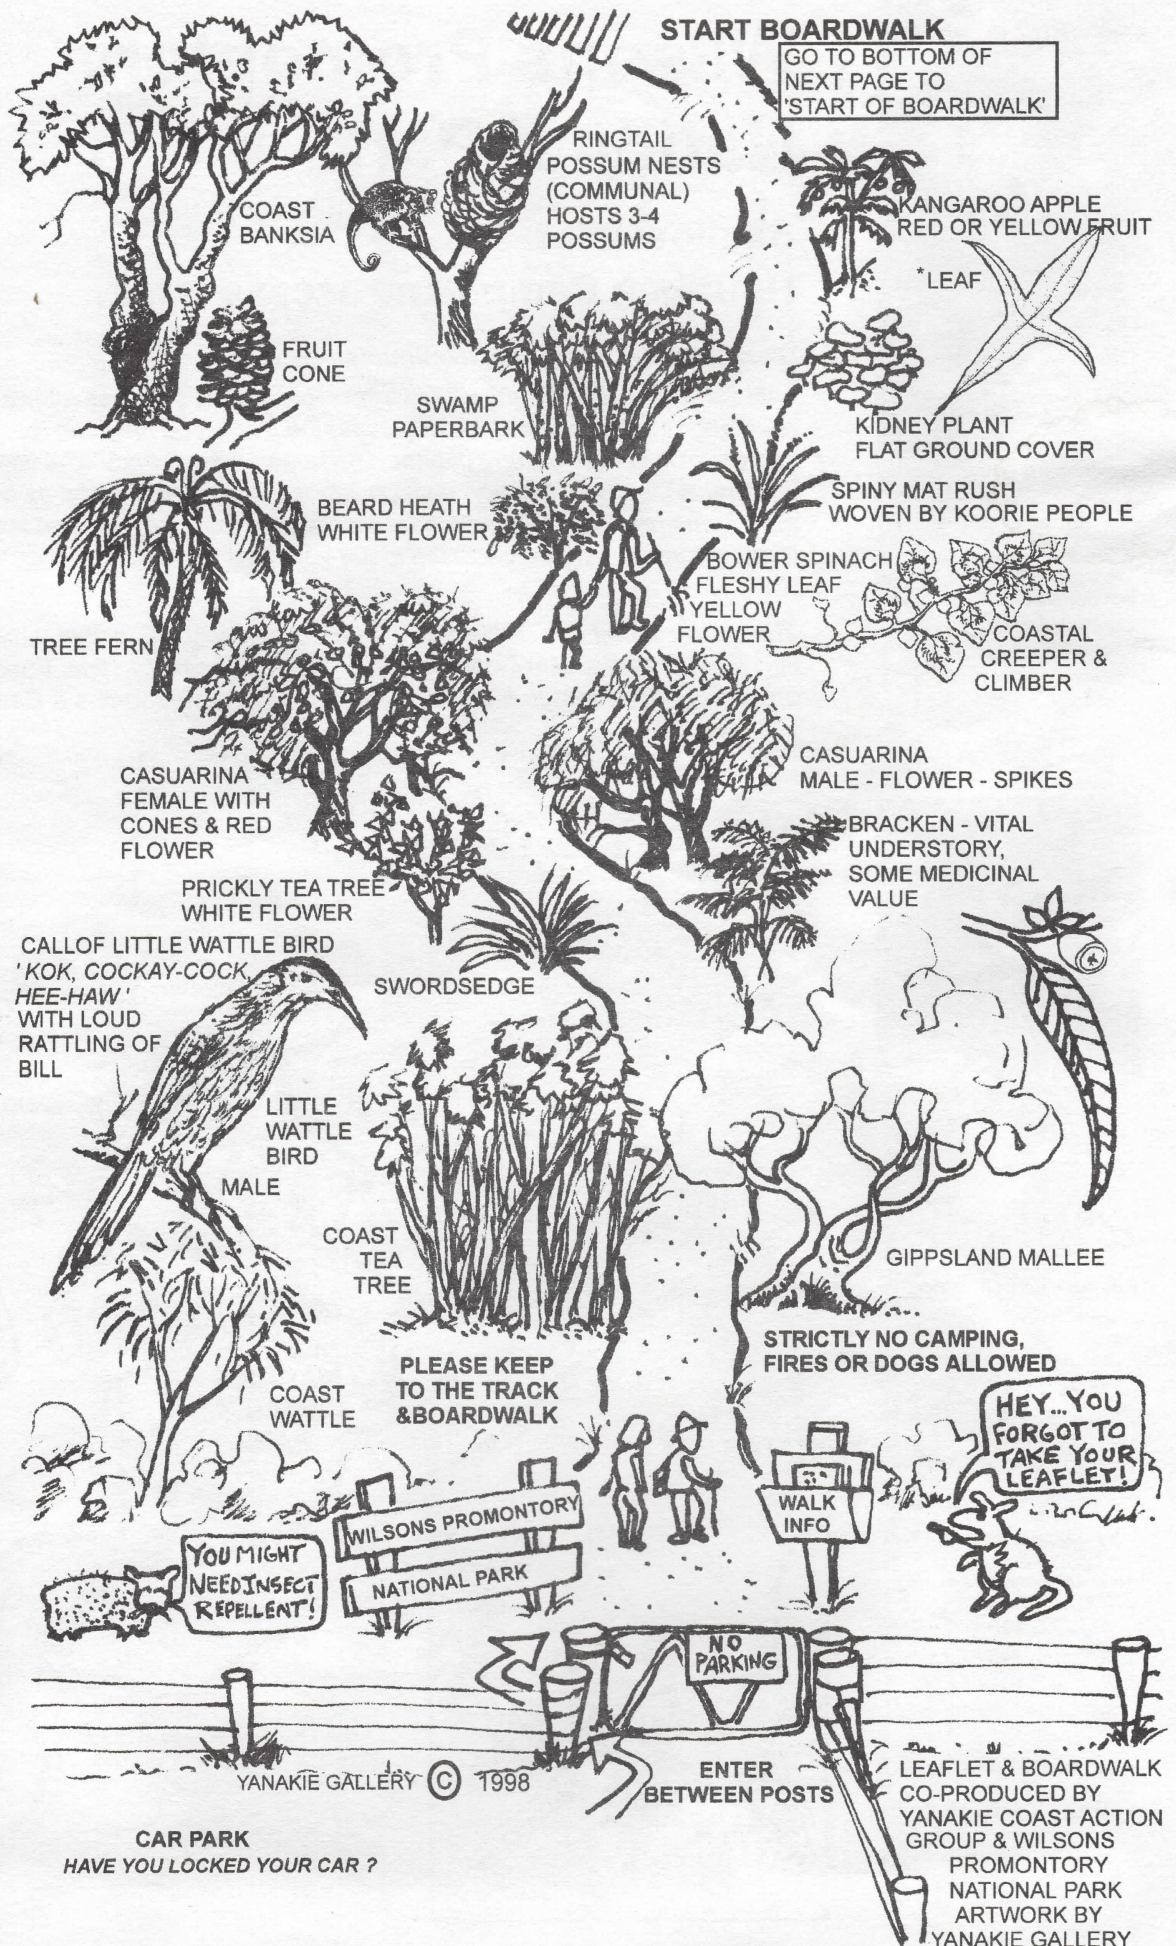 START BOARDWALK
GO TO BOTTOM OF
NEXT PAGE TO
'START OF BOARDWALK'
RINGTAIL
POSSUM NESTS
(COMMUNAL)
HOSTS 3-4
POSSUMS
COAST
BANKSIA
KANGAROO APPLE
RED OR YELLOW FRUIT
*LEAF
FRUIT
CONE
SWAMP
PAPERBARK
KIDNEY PLANT
FLAT GROUND COVER
BEARD HEATH
WHITE FLOWER
SPINY MAT RUSH
WOVEN BY KOORIE PEOPLE
BOWER SPINACH
FLESHY LEAF
YELLOW
FLOWER
COASTAL
CREEPER &
CLIMBER
TREE FERN
CASUARINA
FEMALE WITH
CONES & RED
FLOWER
CASUARINA
MALE - FLOWER - SPIKES
BRACKEN - VITAL
UNDERSTORY,
SOME MEDICINAL
VALUE
PRICKLY TEA TREE
WHITE FLOWER
CALLOF LITTLE WATTLE BIRD
'KOK, COCKAY-COCK,
HEE-HAW'
WITH LOUD
RATTLING OF
BILL
SWORDSEDGE
LITTLE
WATTLE
BIRD
MALE
COAST
TEA
TREE
GIPPSLAND MALLEE
STRICTLY NO CAMPING,
FIRES OR DOGS ALLOWED
PLEASE KEEP
TO THE TRACK
&BOARDWALK
COAST
WATTLE
HEY...YOU
FORGOT TO
TAKE YOUR
LEAFLET!
WALK
INFO
WILSONS PROMONTORY
NATIONAL PARK
YOU MIGHT
NEED INSECT
REPELLENT!
NO
PARKING
YANAKIE GALLERY © 1998
ENTER
BETWEEN POSTS
LEAFLET & BOARDWALK
CO-PRODUCED BY
YANAKIE COAST ACTION
GROUP & WILSONS
PROMONTORY
NATIONAL PARK
ARTWORK BY
YANAKIE GALLERY
CAR PARK
HAVE YOU LOCKED YOUR CAR ?